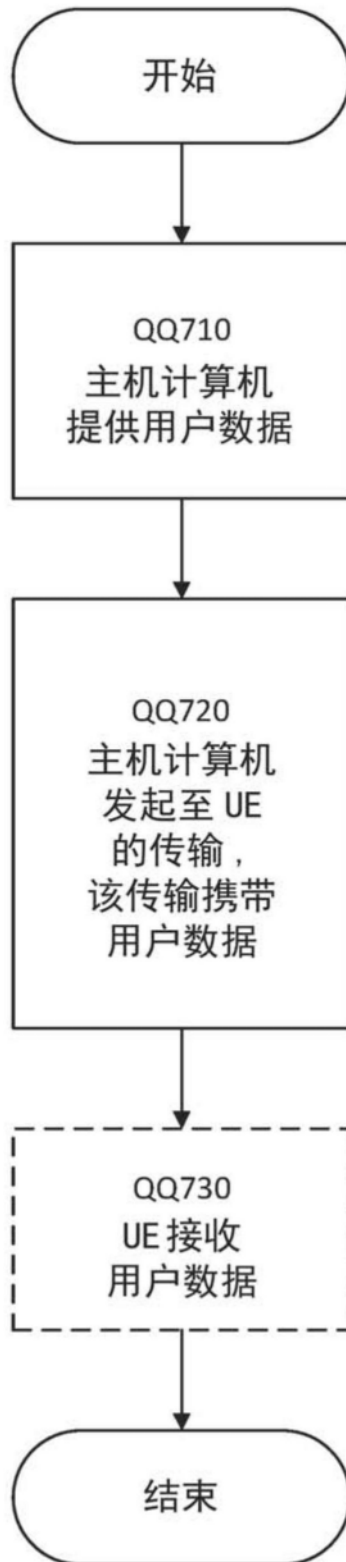 开始
QQ710
主机计算机
提供用户数据
QQ720
主机计算机
发起至 UE
的传输，
该传输携带
用户数据
QQ730
UE 接收
用户数据
结束